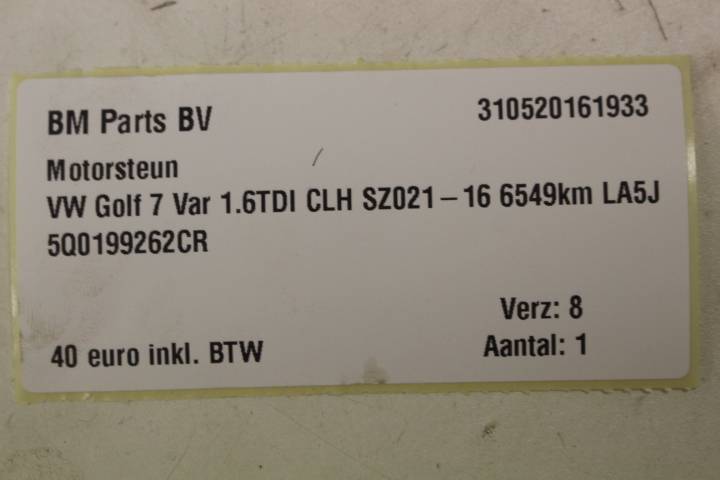 BM Parts BV 310520161933
Motorsteun
VW Golf 7 Var 1.6TDI CLH SZ021-16 6549km LA5J
5Q0199262CR
Verz: 8
40 euro inkl. BTW Aantal: 1